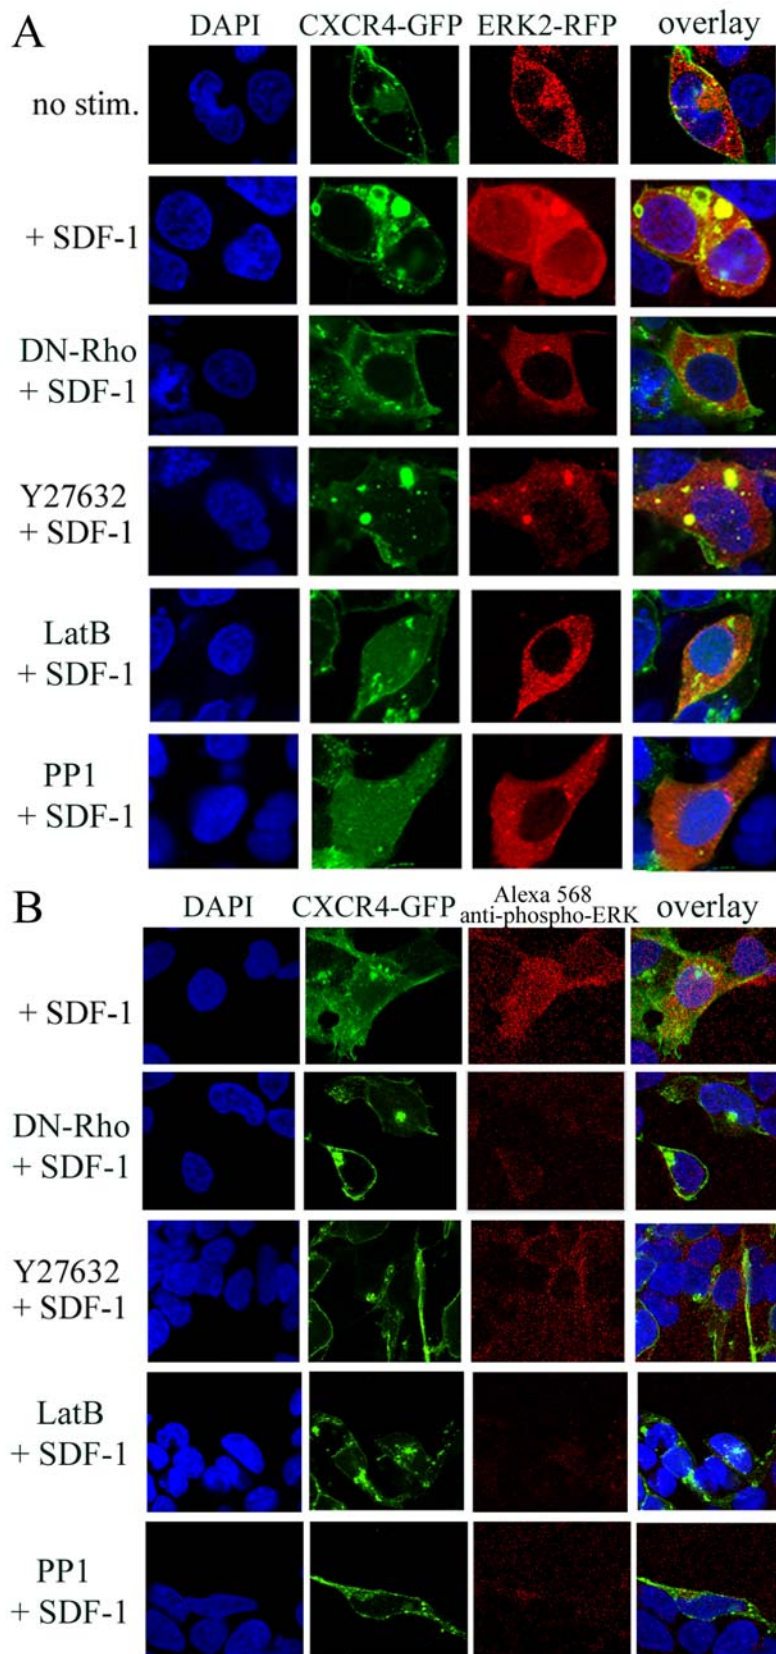 A
DAPI CXCR4-GFP ERK2-RFP overlay
no stim.
+ SDF-1
DN-Rho
+ SDF-1
Y27632
+ SDF-1
LatB
+ SDF-1
PP1
+ SDF-1
B
DAPI CXCR4-GFP Alexa 568 overlay
anti-phospho-ERK
+ SDF-1
DN-Rho
+ SDF-1
Y27632
+ SDF-1
LatB
+ SDF-1
PP1
+ SDF-1